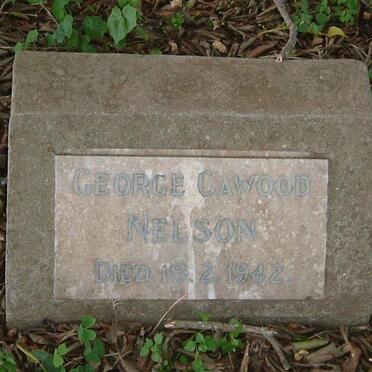 GEORGE CAWOOD
NELSON
DIED 18.2.1942